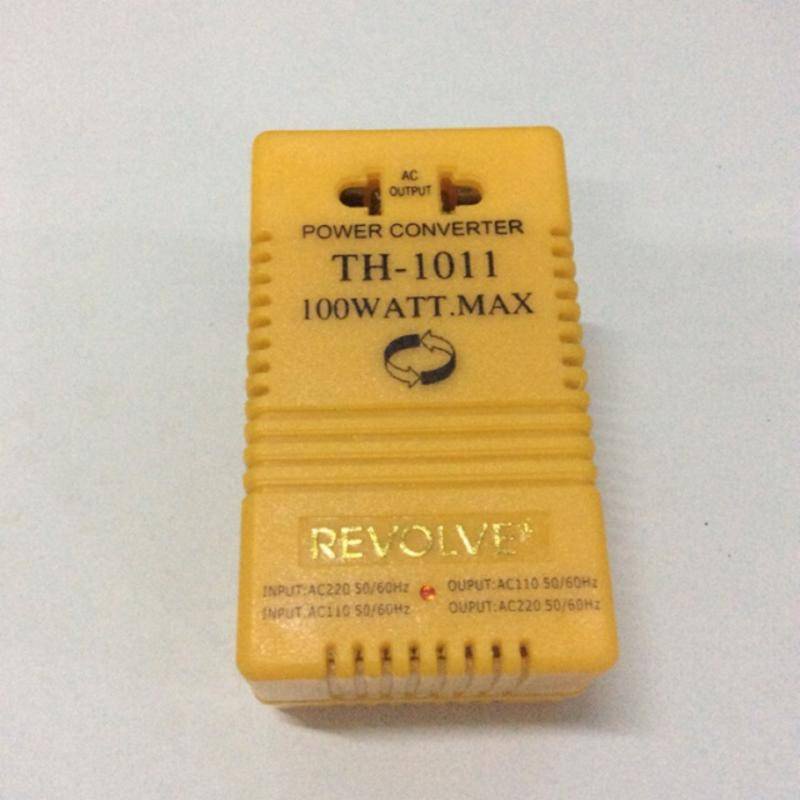 AC
OUTPUT
POWER CONVERTER
TH-1011
100WATT.MAX
REVOLVE
INPUT:AC220 50/60Hz OUPUT:AC110 50/60Hz
INPUT:AC110 50/60Hz OUPUT:AC220 50/60Hz